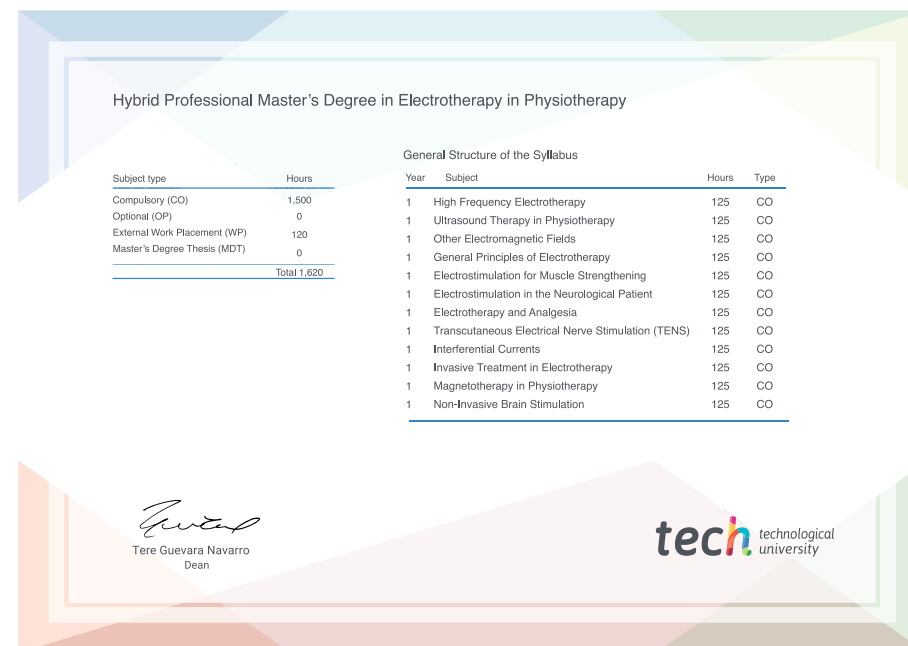 Hybrid Professional Master's Degree in Electrotherapy in Physiotherapy
Subject type Hours
Compulsory (CO) 1,500
Optional (OP) 0
External Work Placement (WP) 120
Master's Degree Thesis (MDT) 0
Total 1,620
General Structure of the Syllabus
Year Subject Hours Type
1 High Frequency Electrotherapy 125 CO
1 Ultrasound Therapy in Physiotherapy 125 CO
1 Other Electromagnetic Fields 125 CO
1 General Principles of Electrotherapy 125 CO
1 Electrostimulation for Muscle Strengthening 125 CO
1 Electrostimulation in the Neurological Patient 125 CO
1 Electrotherapy and Analgesia 125 CO
1 Transcutaneous Electrical Nerve Stimulation (TENS) 125 CO
1 Interferential Currents 125 CO
1 Invasive Treatment in Electrotherapy 125 CO
1 Magnetotherapy in Physiotherapy 125 CO
1 Non-Invasive Brain Stimulation 125 CO
Tere Guevara Navarro
Dean
tech technological
university